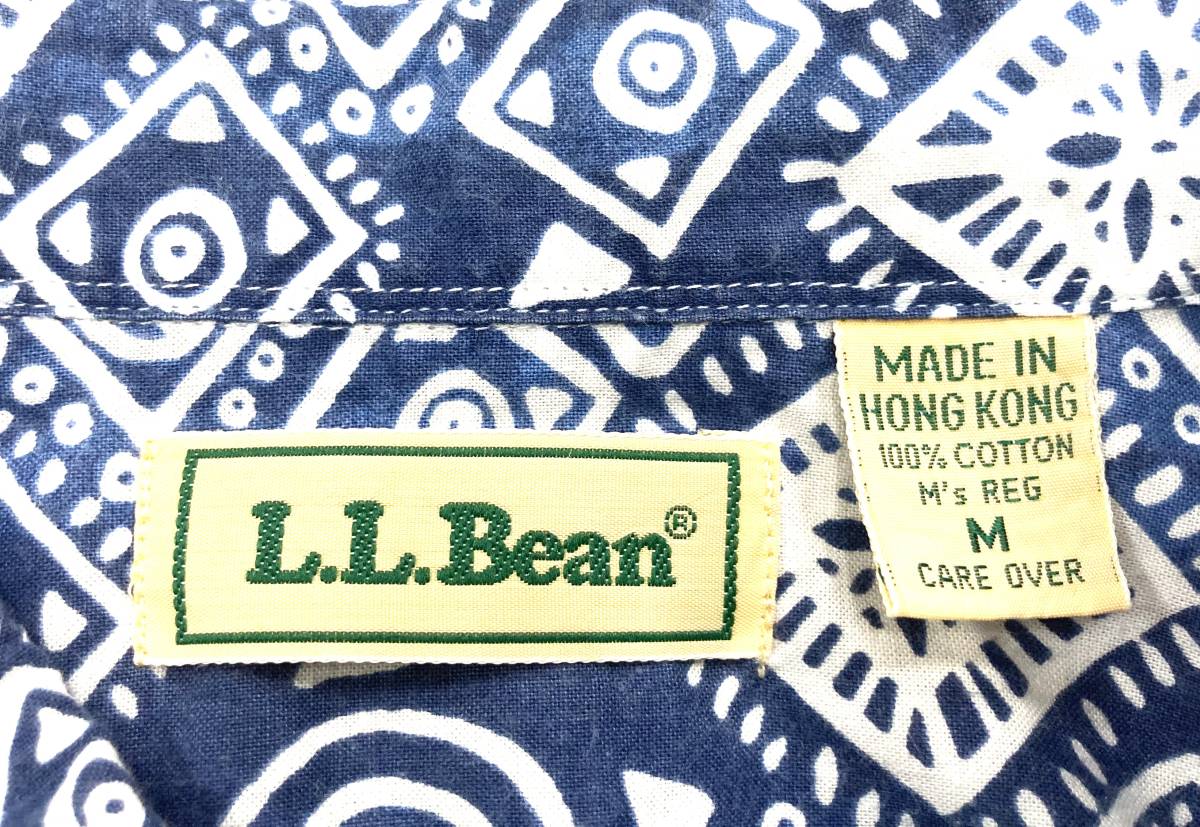 L.L.Bean®
MADE IN
HONG KONG
100% COTTON
M's REG
M
CARE OVER